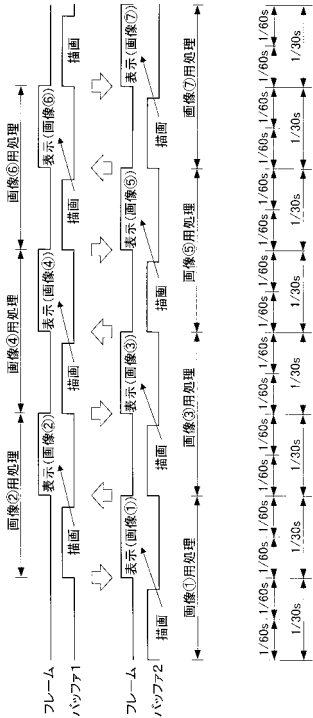 画像②用処理 画像④用処理 画像⑥用処理
フレーム
バッファ1
表示(画像②) 表示(画像④) 表示(画像⑥)
描画 描画 描画 描画
フレーム
バッファ2
表示(画像①) 表示(画像③) 表示(画像⑤) 表示(画像⑦)
描画 描画 描画 描画
画像①用処理 画像③用処理 画像⑤用処理 画像⑦用処理
1/60s 1/60s 1/60s 1/60s 1/60s 1/60s 1/60s 1/60s 1/60s 1/60s 1/60s 1/60s 1/60s 1/60s 1/60s 1/60s
1/30s 1/30s 1/30s 1/30s 1/30s 1/30s 1/30s 1/30s